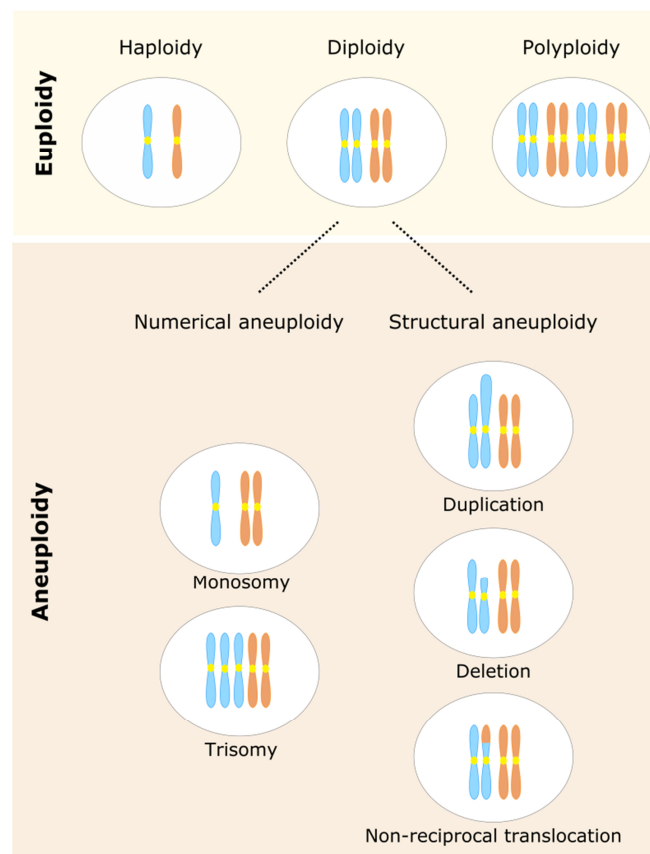 Haploidy
Diploidy
Polyploidy
Euploidy
Numerical aneuploidy
Structural aneuploidy
Duplication
Aneuploidy
Monosomy
Deletion
Trisomy
Non-reciprocal translocation